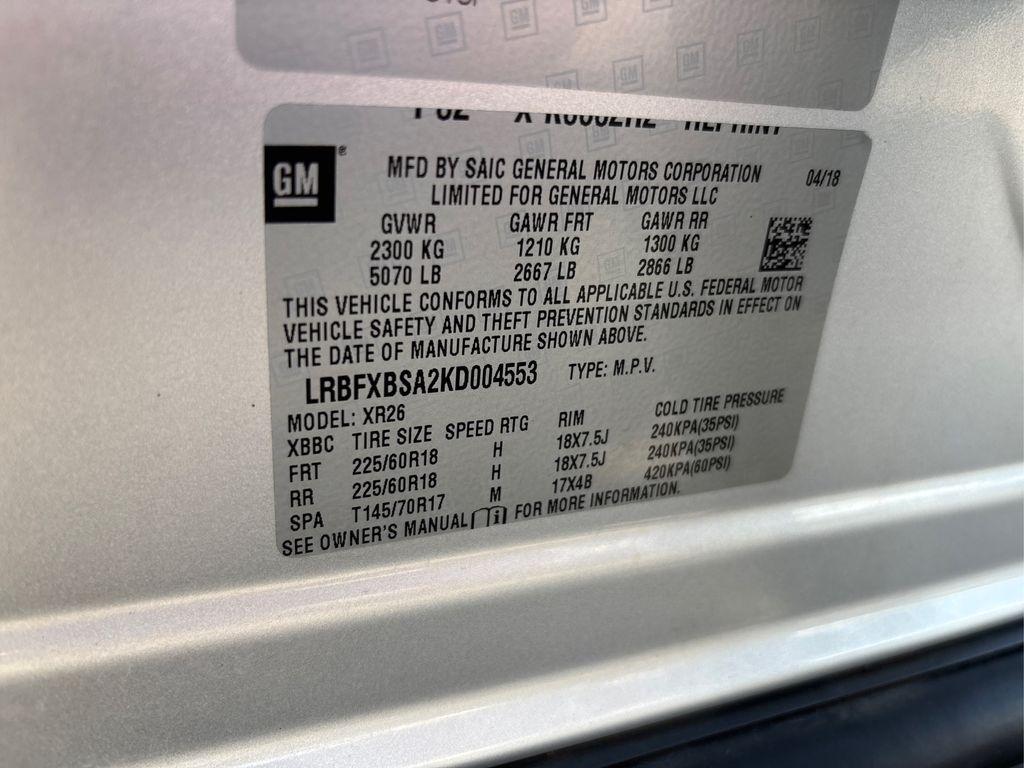 GM GM GM GM
GM
MFD BY SAIC GENERAL MOTORS CORPORATION 04/18
LIMITED FOR GENERAL MOTORS LLC
GVWR GAWR FRT GAWR RR
2300 KG 1210 KG 1300 KG
5070 LB 2667 LB 2866 LB
THIS VEHICLE CONFORMS TO ALL APPLICABLE U.S. FEDERAL MOTOR
VEHICLE SAFETY AND THEFT PREVENTION STANDARDS IN EFFECT ON
THE DATE OF MANUFACTURE SHOWN ABOVE.
LRBFXBSA2KD004553 TYPE: M.P.V.
MODEL: XR26
XBBC TIRE SIZE SPEED RTG RIM COLD TIRE PRESSURE
FRT 225/60R18 H 18X7.5J 240KPA(35PSI)
RR 225/60R18 H 18X7.5J 240KPA(35PSI)
SPA T145/70R17 M 17X4B 420KPA(60PSI)
SEE OWNER'S MANUAL i FOR MORE INFORMATION.